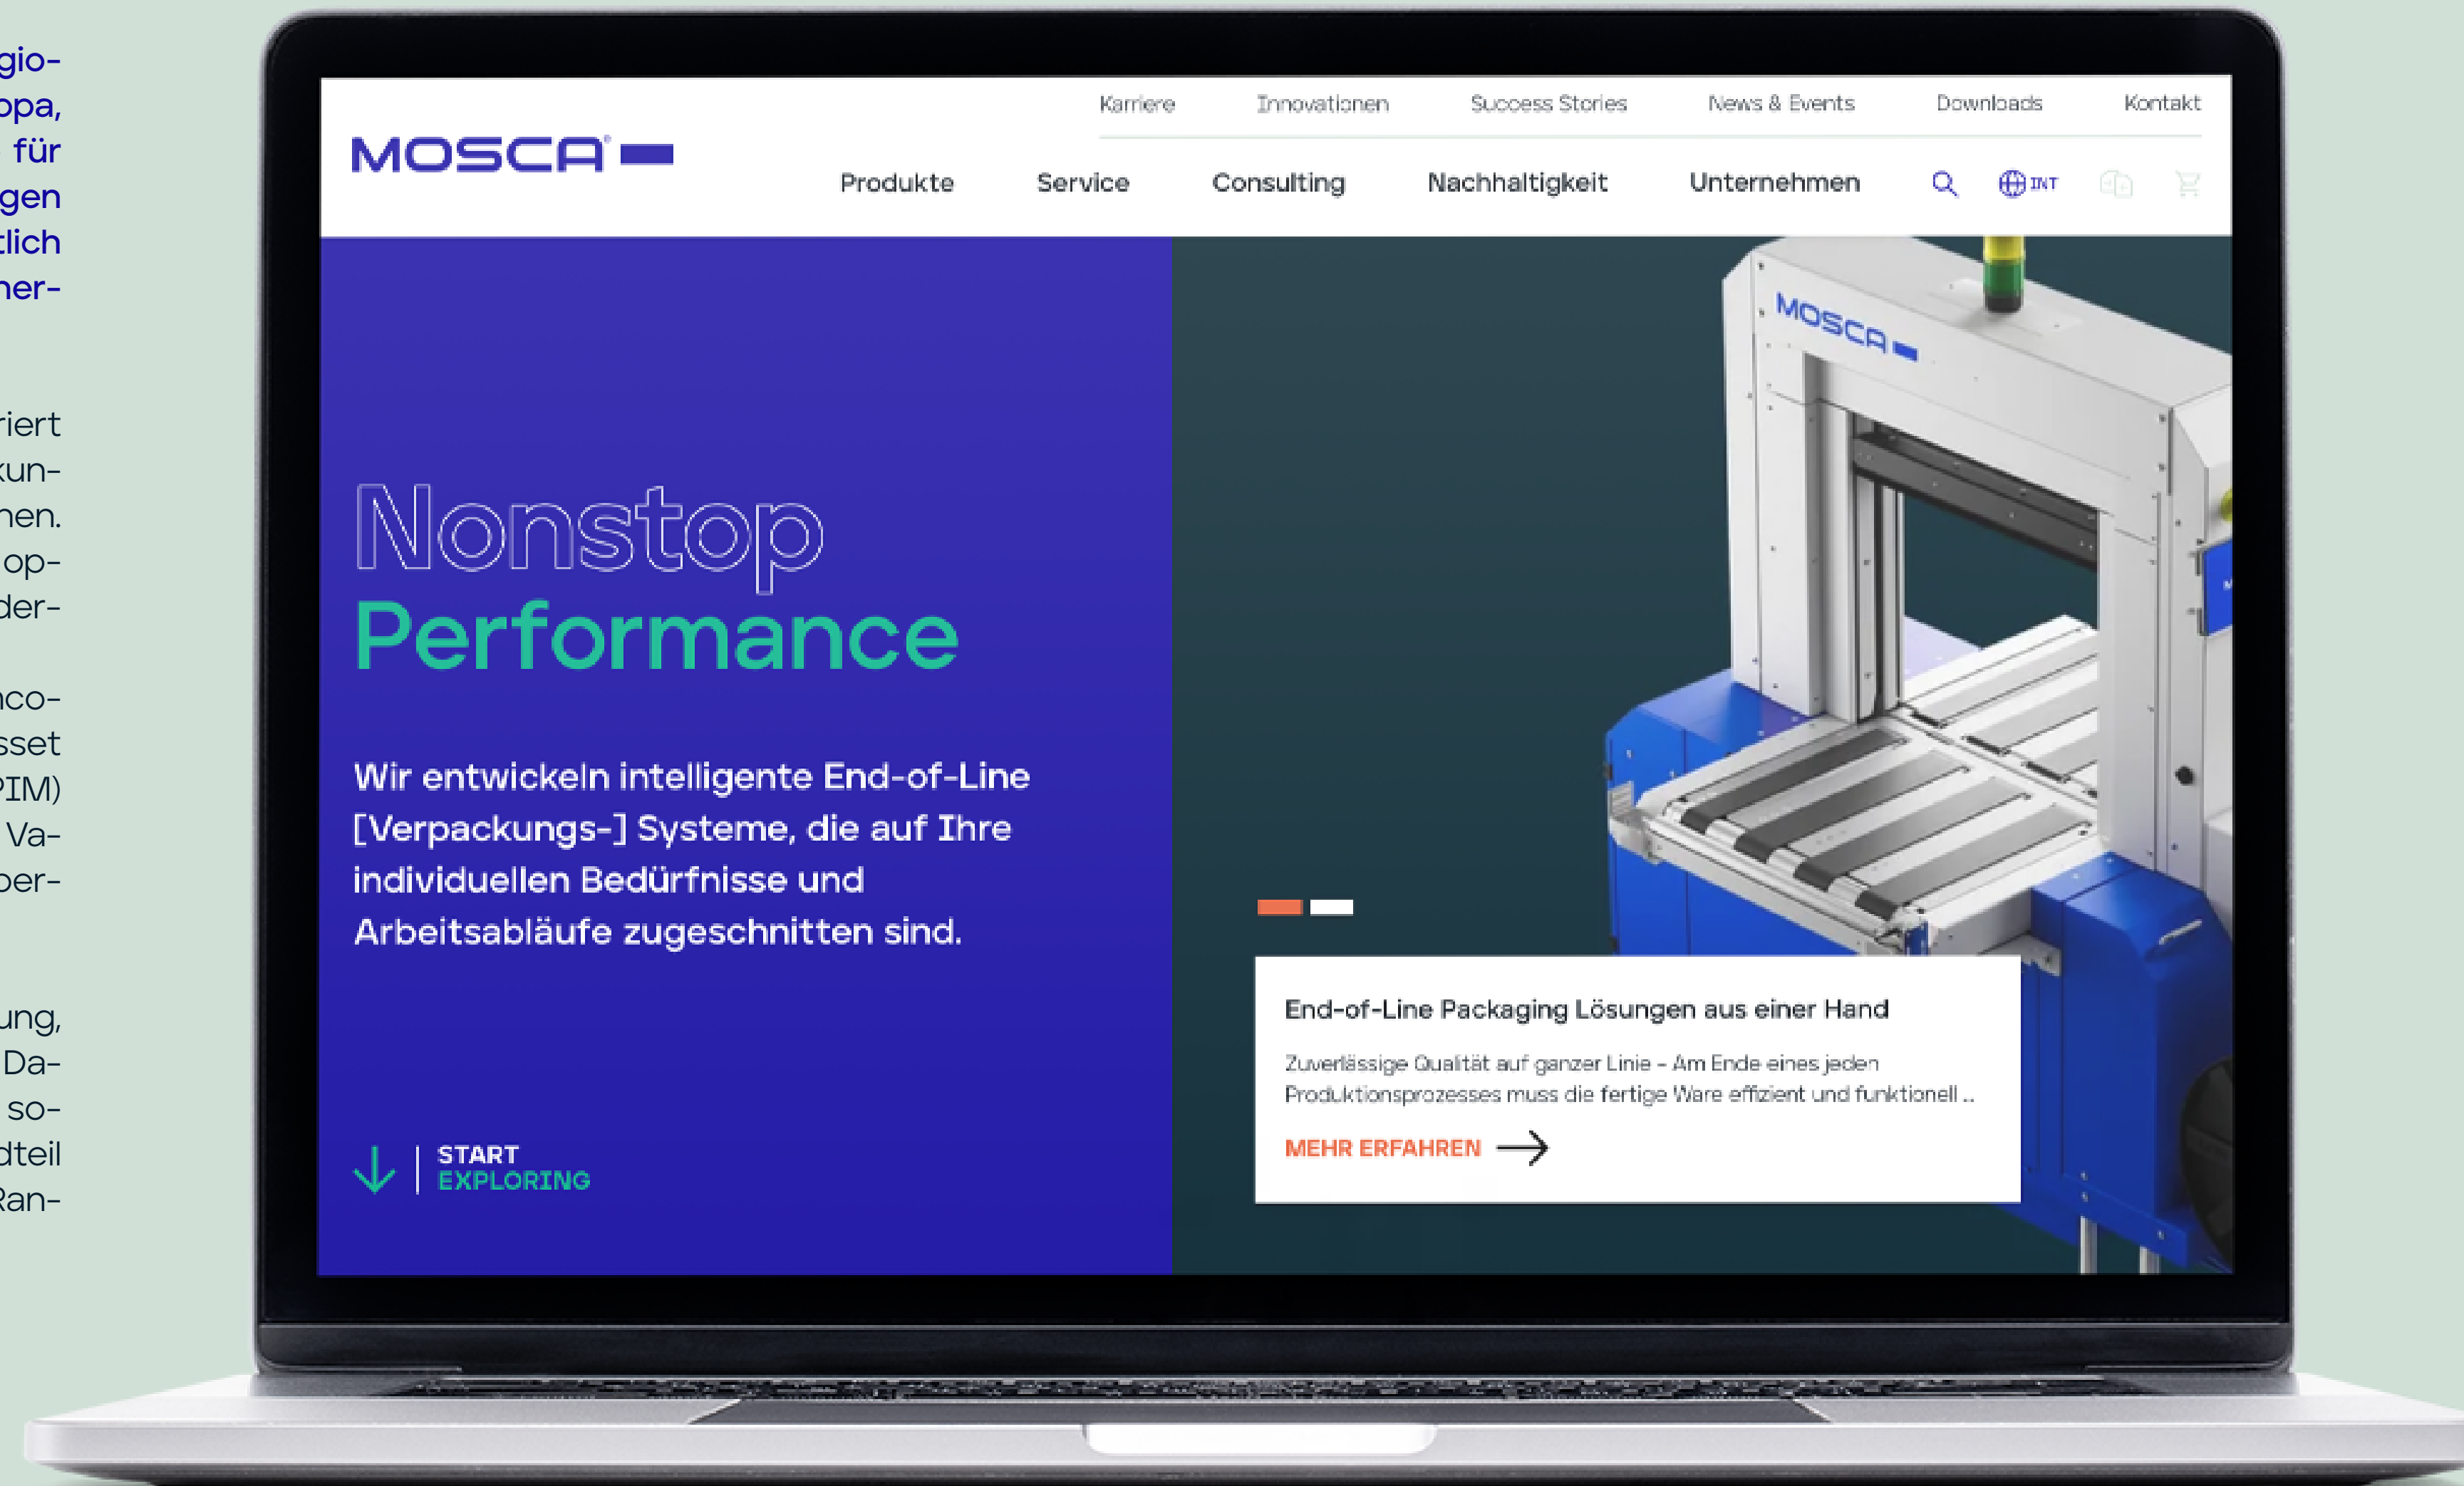 gio-
opa,
für
gen
tlich
ner-
riert
kun-
nen.
op-
der-
nco-
sset
PIM)
Va-
ber-
ung,
Da-
so-
dteil
Ran-
Karriere Innovationen Success Stories News & Events Downloads Kontakt
MOSCA®
Produkte Service Consulting Nachhaltigkeit Unternehmen INT
MOSCA
Nonstop
Performance
Wir entwickeln intelligente End-of-Line
[Verpackungs-] Systeme, die auf Ihre
individuellen Bedürfnisse und
Arbeitsabläufe zugeschnitten sind.
START
EXPLORING
End-of-Line Packaging Lösungen aus einer Hand
Zuverlässige Qualität auf ganzer Linie – Am Ende eines jeden
Produktionsprozesses muss die fertige Ware effizient und funktionell ...
MEHR ERFAHREN